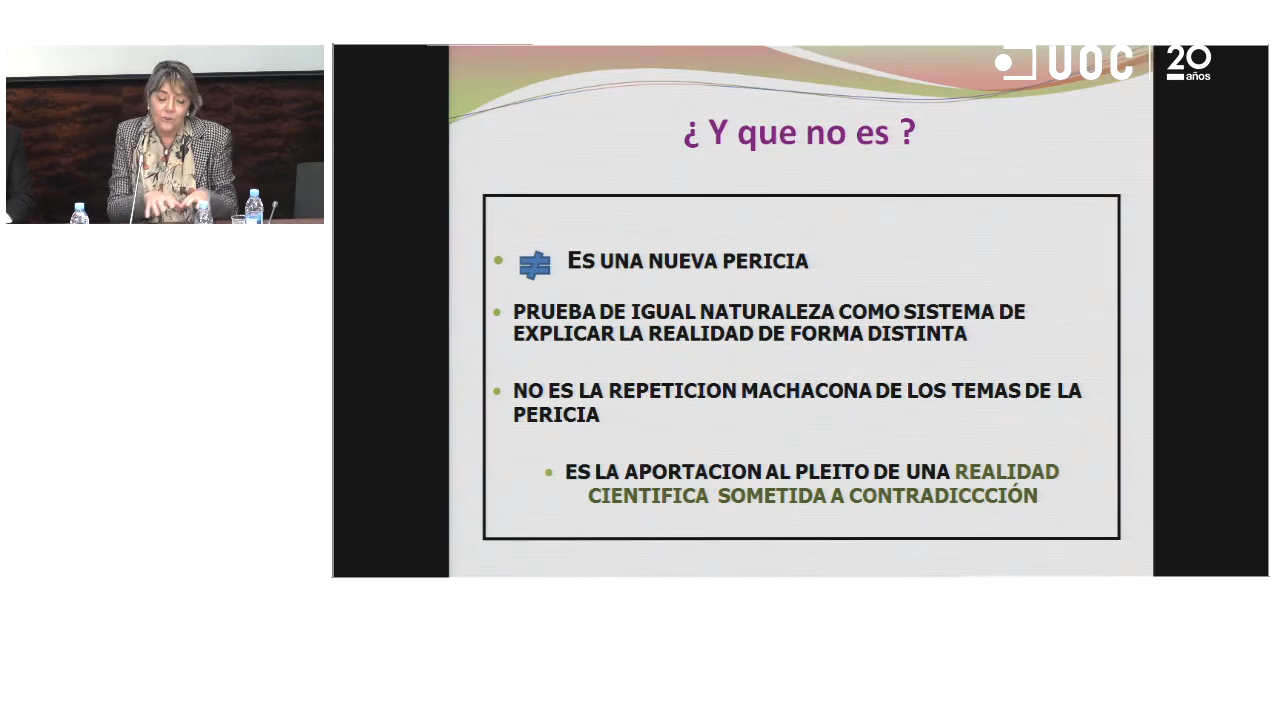 UOC
20
años
¿ Y que no es ?
ES UNA NUEVA PERICIA
PRUEBA DE IGUAL NATURALEZA COMO SISTEMA DE
EXPLICAR LA REALIDAD DE FORMA DISTINTA
NO ES LA REPETICION MACHACONA DE LOS TEMAS DE LA
PERICIA
ES LA APORTACION AL PLEITO DE UNA REALIDAD
CIENTIFICA SOMETIDA A CONTRADICCCIÓN